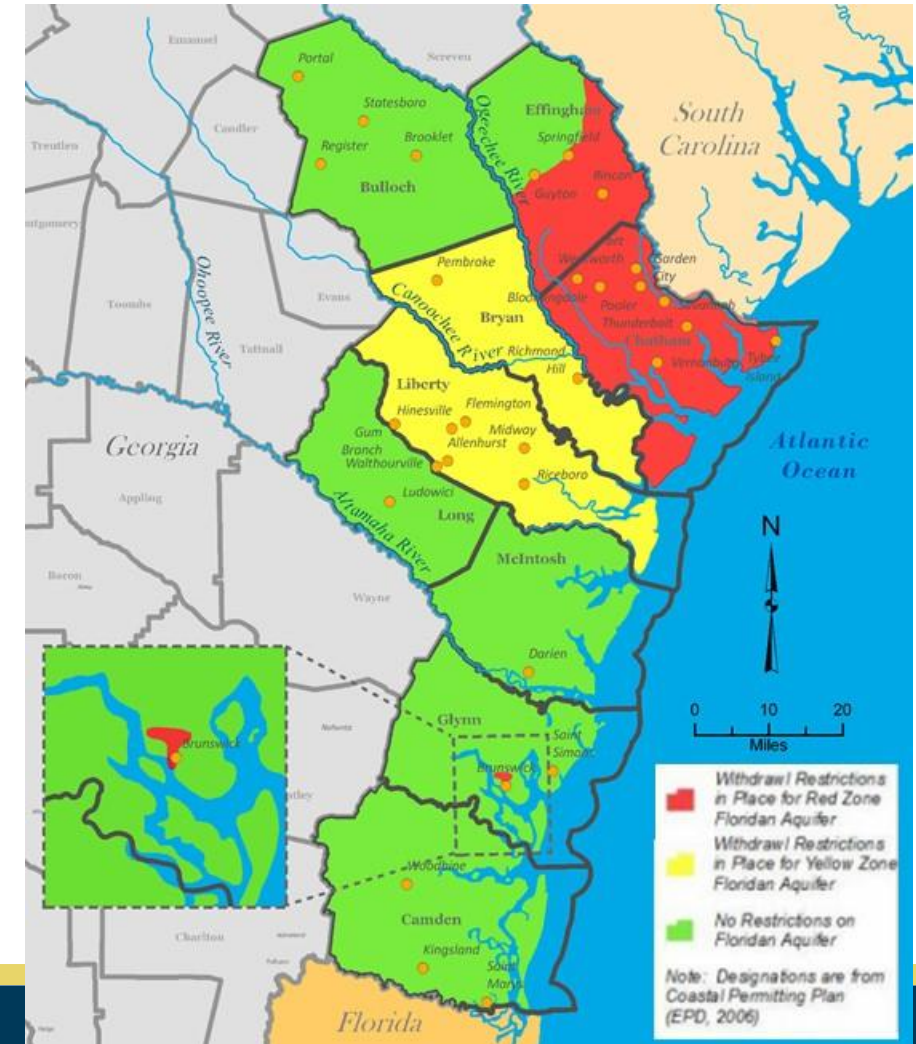 Emanuel
Screven
Portal
South
Carolina
Statesboro
Effingham
Candler
Treutlen
Brooklet
Springfield
Register
Ogeechee River
Bulloch
Guyton
Rincon
Ohoopee River
Toombs
Evans
Pembroke
Wentworth
Garden
City
Canoochee River
Bryan
Pooler
Savannah
Tattnall
Thunderbolt
Chatham
Richmond
Hill
Vernonburg
Tybee
Island
Liberty
Flemington
Hinesville
Midway
Georgia
Gum
Branch
Allenhurst
Walthourville
Riceboro
Atlantic
Ocean
Appling
Ludowici
Long
Altamaha River
McIntosh
N
Bacon
Wayne
Darien
0 10 20
Miles
Glynn
Saint
Simons
Brunswick
Brunswick
Withdrawl Restrictions
in Place for Red Zone
Floridan Aquifer
Withdrawl Restrictions
in Place for Yellow Zone
Floridan Aquifer
Woodbine
Camden
No Restrictions on
Floridan Aquifer
Charlton
Kingsland
Saint
Marys
Note: Designations are from
Coastal Permitting Plan
(EPD, 2006)
Florida